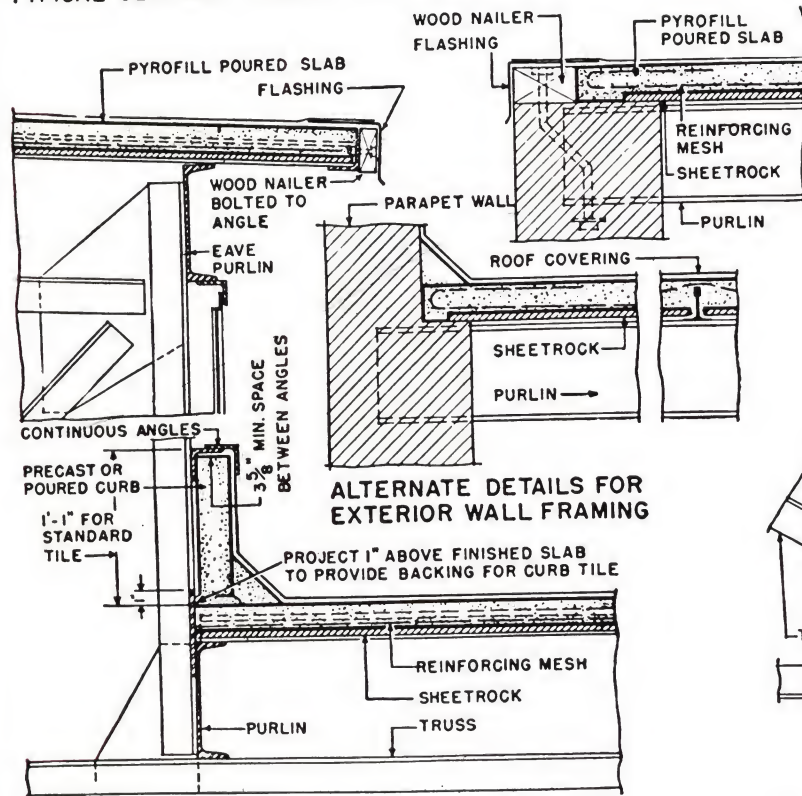 PYROFILL POURED SLAB
FLASHING
WOOD NAILER
BOLTED TO
ANGLE
EAVE
PURLIN
WOOD NAILER
FLASHING
PYROFILL
POURED SLAB
REINFORCING
MESH
SHEETROCK
PURLIN
PARAPET WALL
ROOF COVERING
SHEETROCK
PURLIN
ALTERNATE DETAILS FOR
EXTERIOR WALL FRAMING
CONTINUOUS ANGLES
3 5/8" MIN. SPACE
BETWEEN ANGLES
PRECAST OR
POURED CURB
1'-1" FOR
STANDARD
TILE
1"
PROJECT 1" ABOVE FINISHED SLAB
TO PROVIDE BACKING FOR CURB TILE
REINFORCING MESH
SHEETROCK
PURLIN
TRUSS